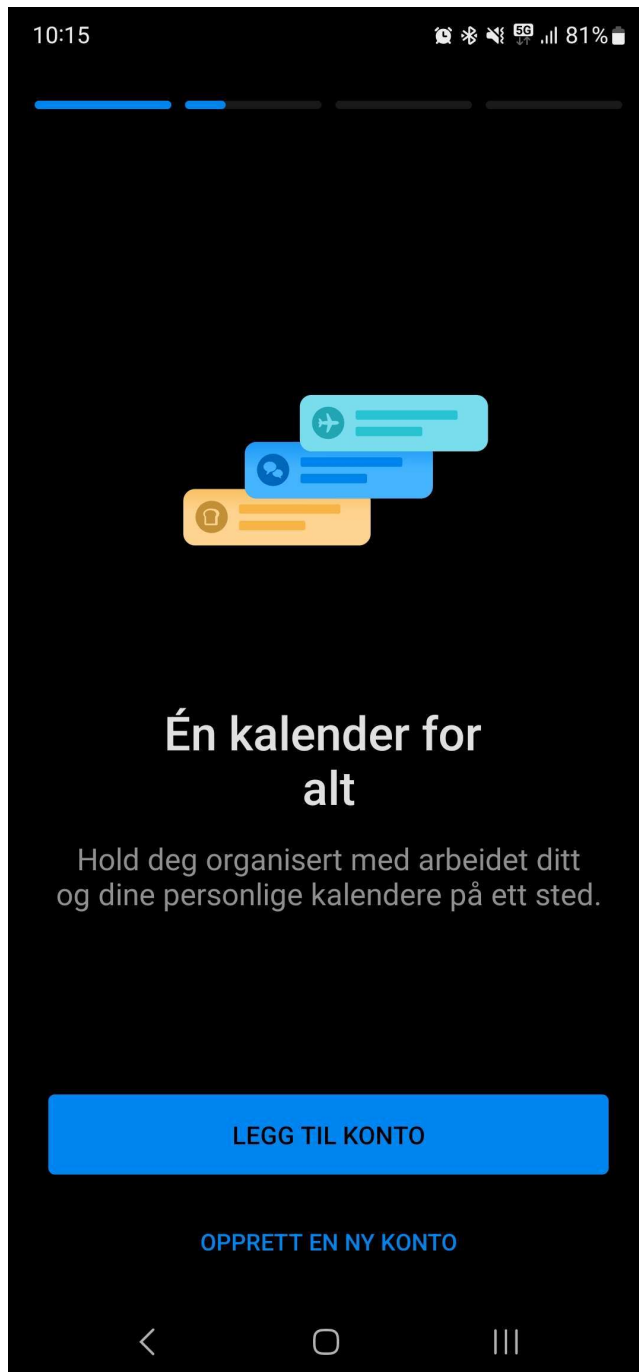 10:15
5G
81%
Én kalender for
alt
Hold deg organisert med arbeidet ditt
og dine personlige kalendere på ett sted.
LEGG TIL KONTO
OPPRETT EN NY KONTO